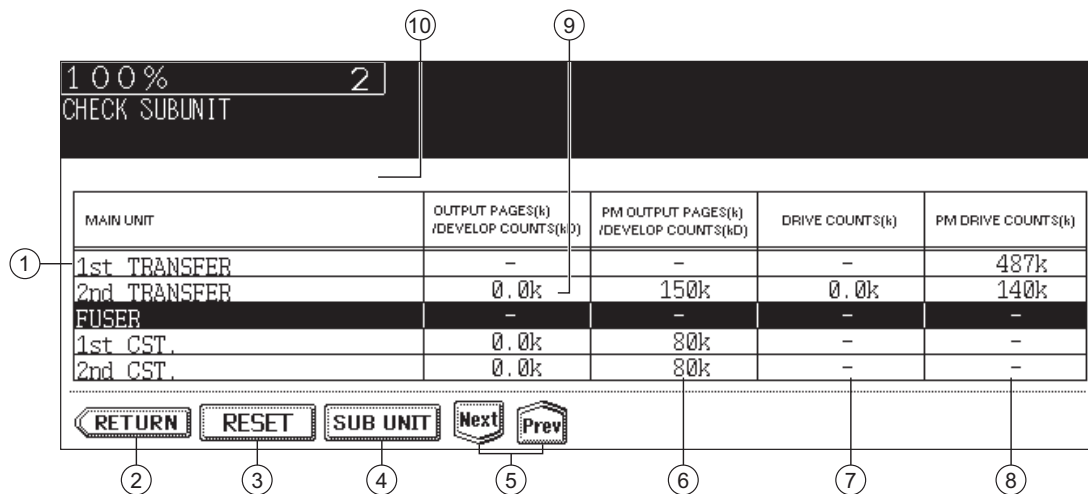 10 9
100% 2
CHECK SUBUNIT
MAIN UNIT OUTPUT PAGES(k) /DEVELOP COUNTS(kD) PM OUTPUT PAGES(k) /DEVELOP COUNTS(kD) DRIVE COUNTS(k) PM DRIVE COUNTS(k)
1 1st TRANSFER - - - 487k
2nd TRANSFER 0.0k 150k 0.0k 140k
FUSER - - - -
1st CST. 0.0k 80k - -
2nd CST. 0.0k 80k - -
RETURN RESET SUB UNIT Next Prev
2 3 4 5 6 7 8